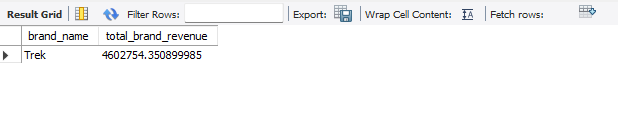 Result Grid Filter Rows: Export: Wrap Cell Content: Fetch rows:
brand_name total_brand_revenue
Trek 4602754.350899985